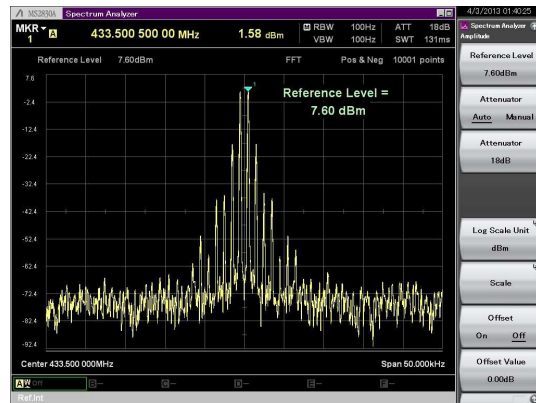 MS2830A Spectrum Analyzer
4/3/2013 01:40:25
MKR 1 A 433.500 500 00 MHz 1.58 dBm
M RBW 100Hz ATT 18dB
VBW 100Hz SWT 131ms
Reference Level 7.60dBm FFT Pos & Neg 10001 points
7.6
-2.4
-12.4
-22.4
-32.4
-42.4
-52.4
-62.4
-72.4
-82.4
-92.4
1
Reference Level =
7.60 dBm
Center 433.500 000MHz Span 50.000kHz
A W Off B- C- D- E- F-
Ref.Int
Spectrum Analyzer
Amplitude
Reference Level
7.60dBm
Attenuator
Auto Manual
Attenuator
18dB
Log Scale Unit
dBm
Scale
Offset
On Off
Offset Value
0.00dB